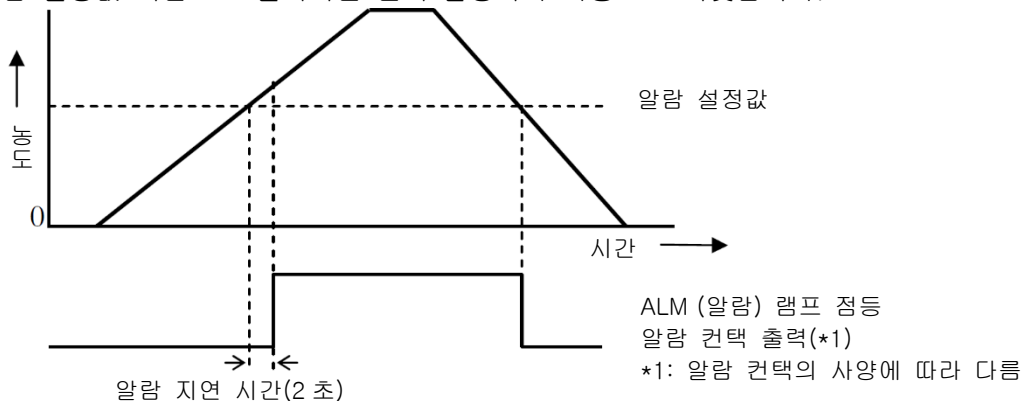 알람 설정값
농도
0
시간
ALM (알람) 램프 점등
알람 컨택 출력(*1)
*1: 알람 컨택의 사양에 따라 다름
알람 지연 시간(2 초)